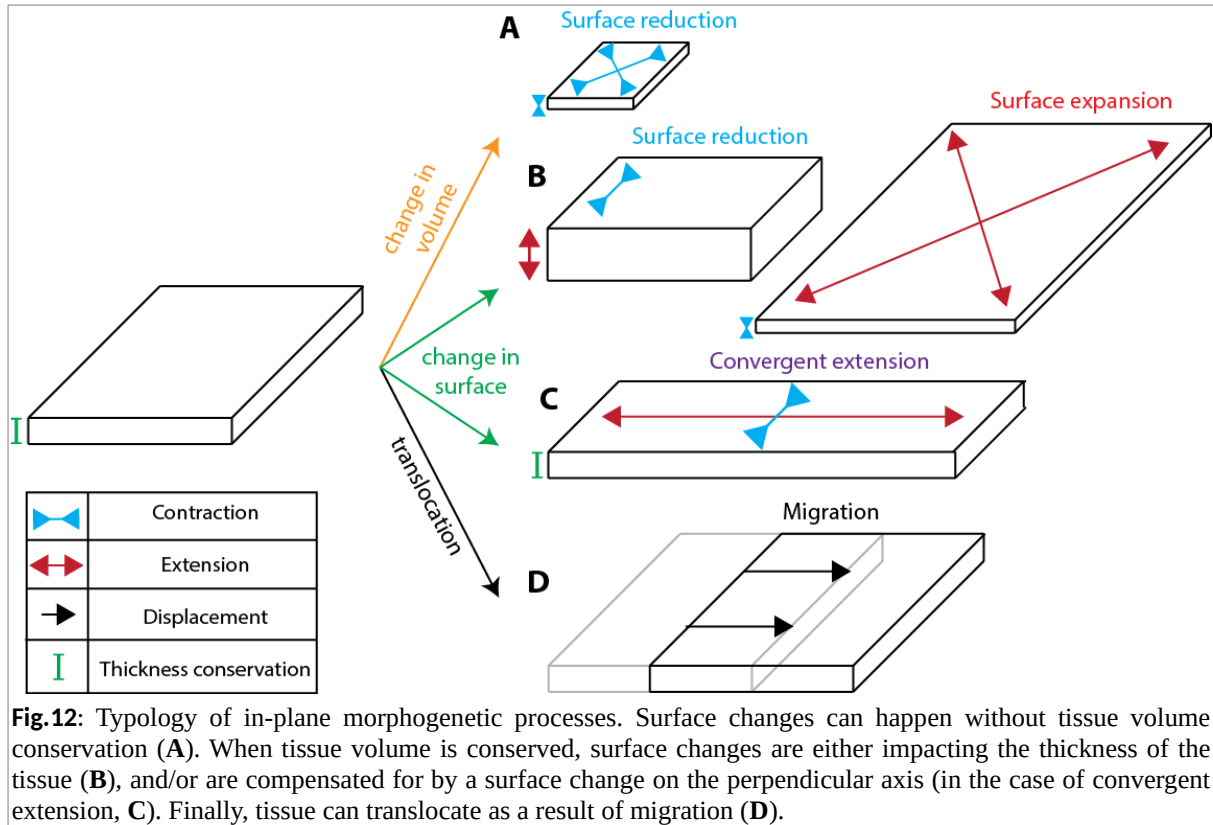 A
Surface reduction
Surface expansion
Surface reduction
B
change in
volume
change in
surface
Convergent extension
C
translocation
Migration
D
Contraction
Extension
Displacement
Thickness conservation
Fig.12: Typology of in-plane morphogenetic processes. Surface changes can happen without tissue volume
conservation (A). When tissue volume is conserved, surface changes are either impacting the thickness of the
tissue (B), and/or are compensated for by a surface change on the perpendicular axis (in the case of convergent
extension, C). Finally, tissue can translocate as a result of migration (D).